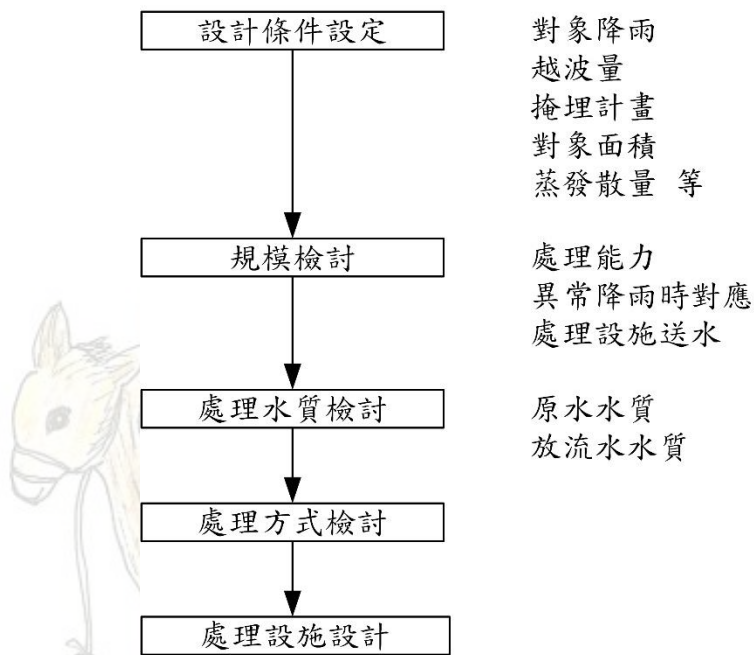 設計條件設定
對象降雨
越波量
掩埋計畫
對象面積
蒸發散量 等
規模檢討
處理能力
異常降雨時對應
處理設施送水
處理水质檢討
原水水質
放流水水質
處理方式檢討
處理設施設計